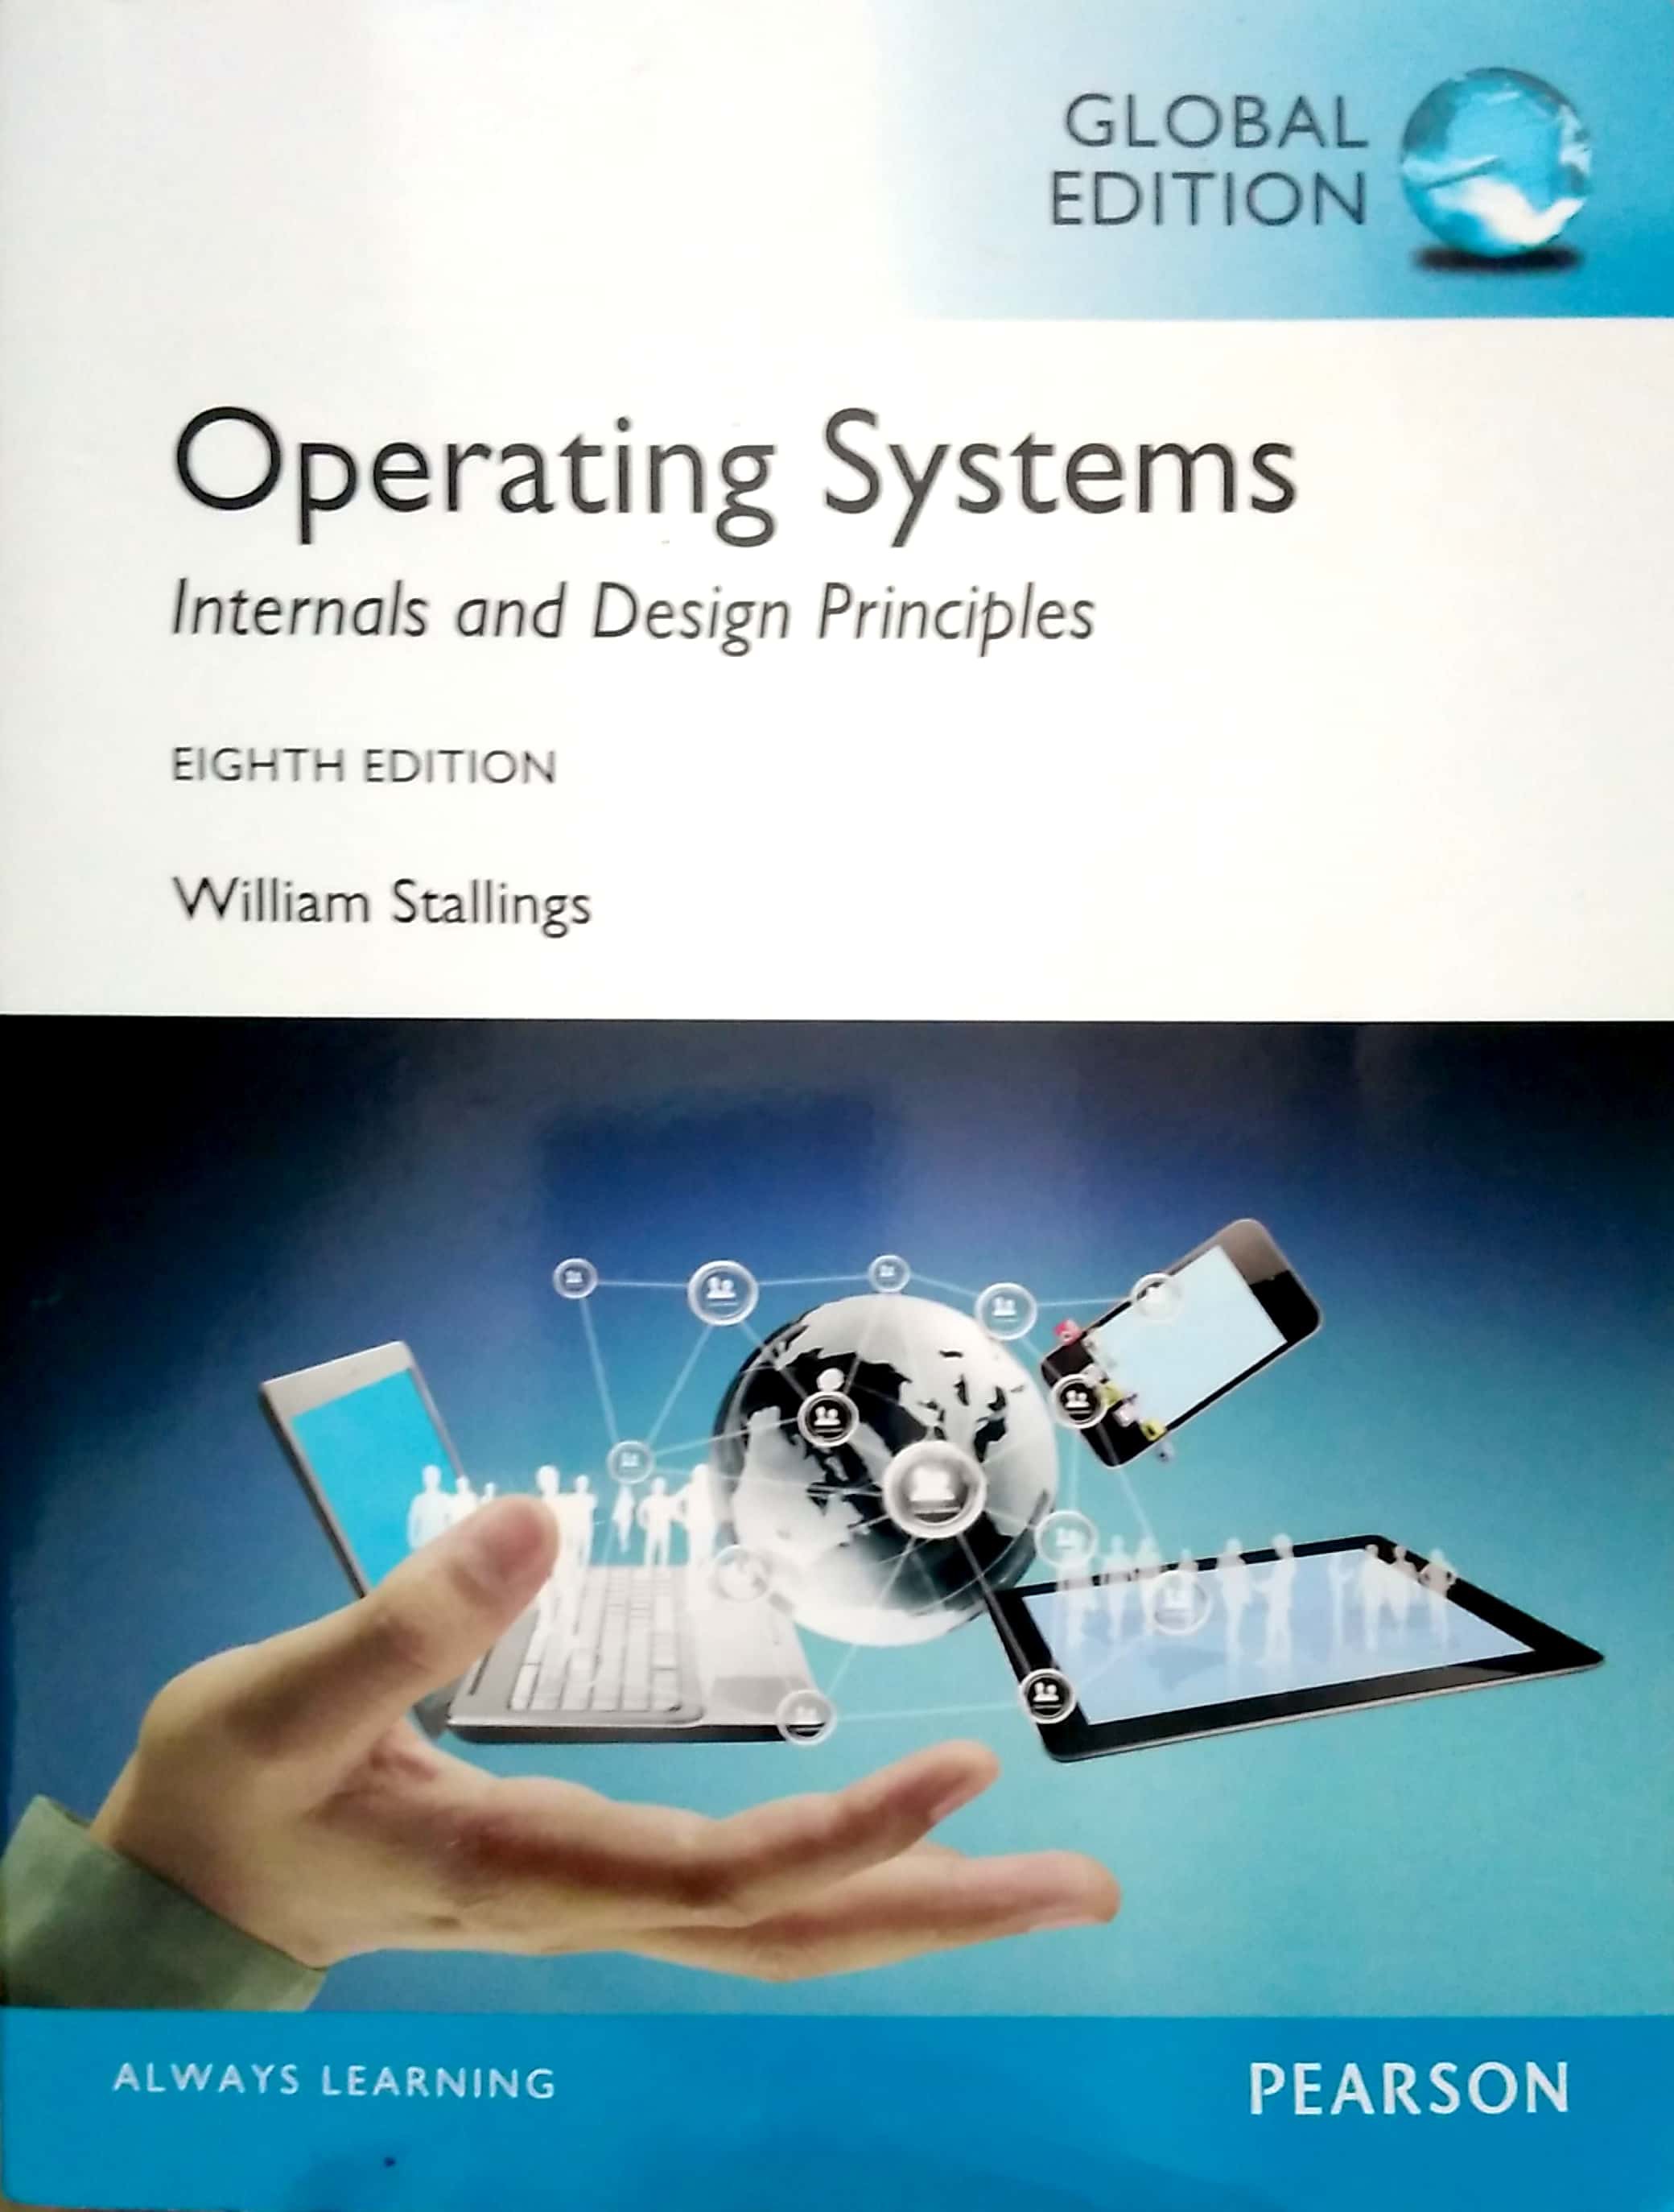 GLOBAL
EDITION
Operating Systems
Internals and Design Principles
EIGHTH EDITION
William Stallings
ALWAYS LEARNING
PEARSON